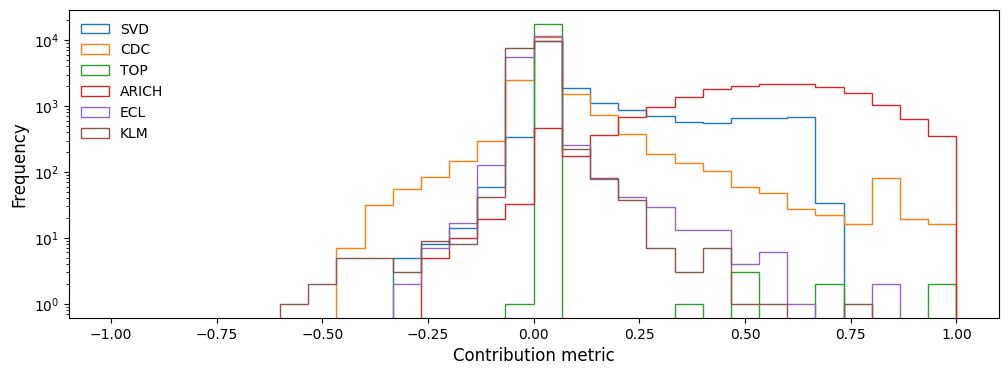 SVD
CDC
TOP
ARICH
ECL
KLM
Frequency
10⁴
10³
10²
10¹
10⁰
−1.00 −0.75 −0.50 −0.25 0.00 0.25 0.50 0.75 1.00
Contribution metric